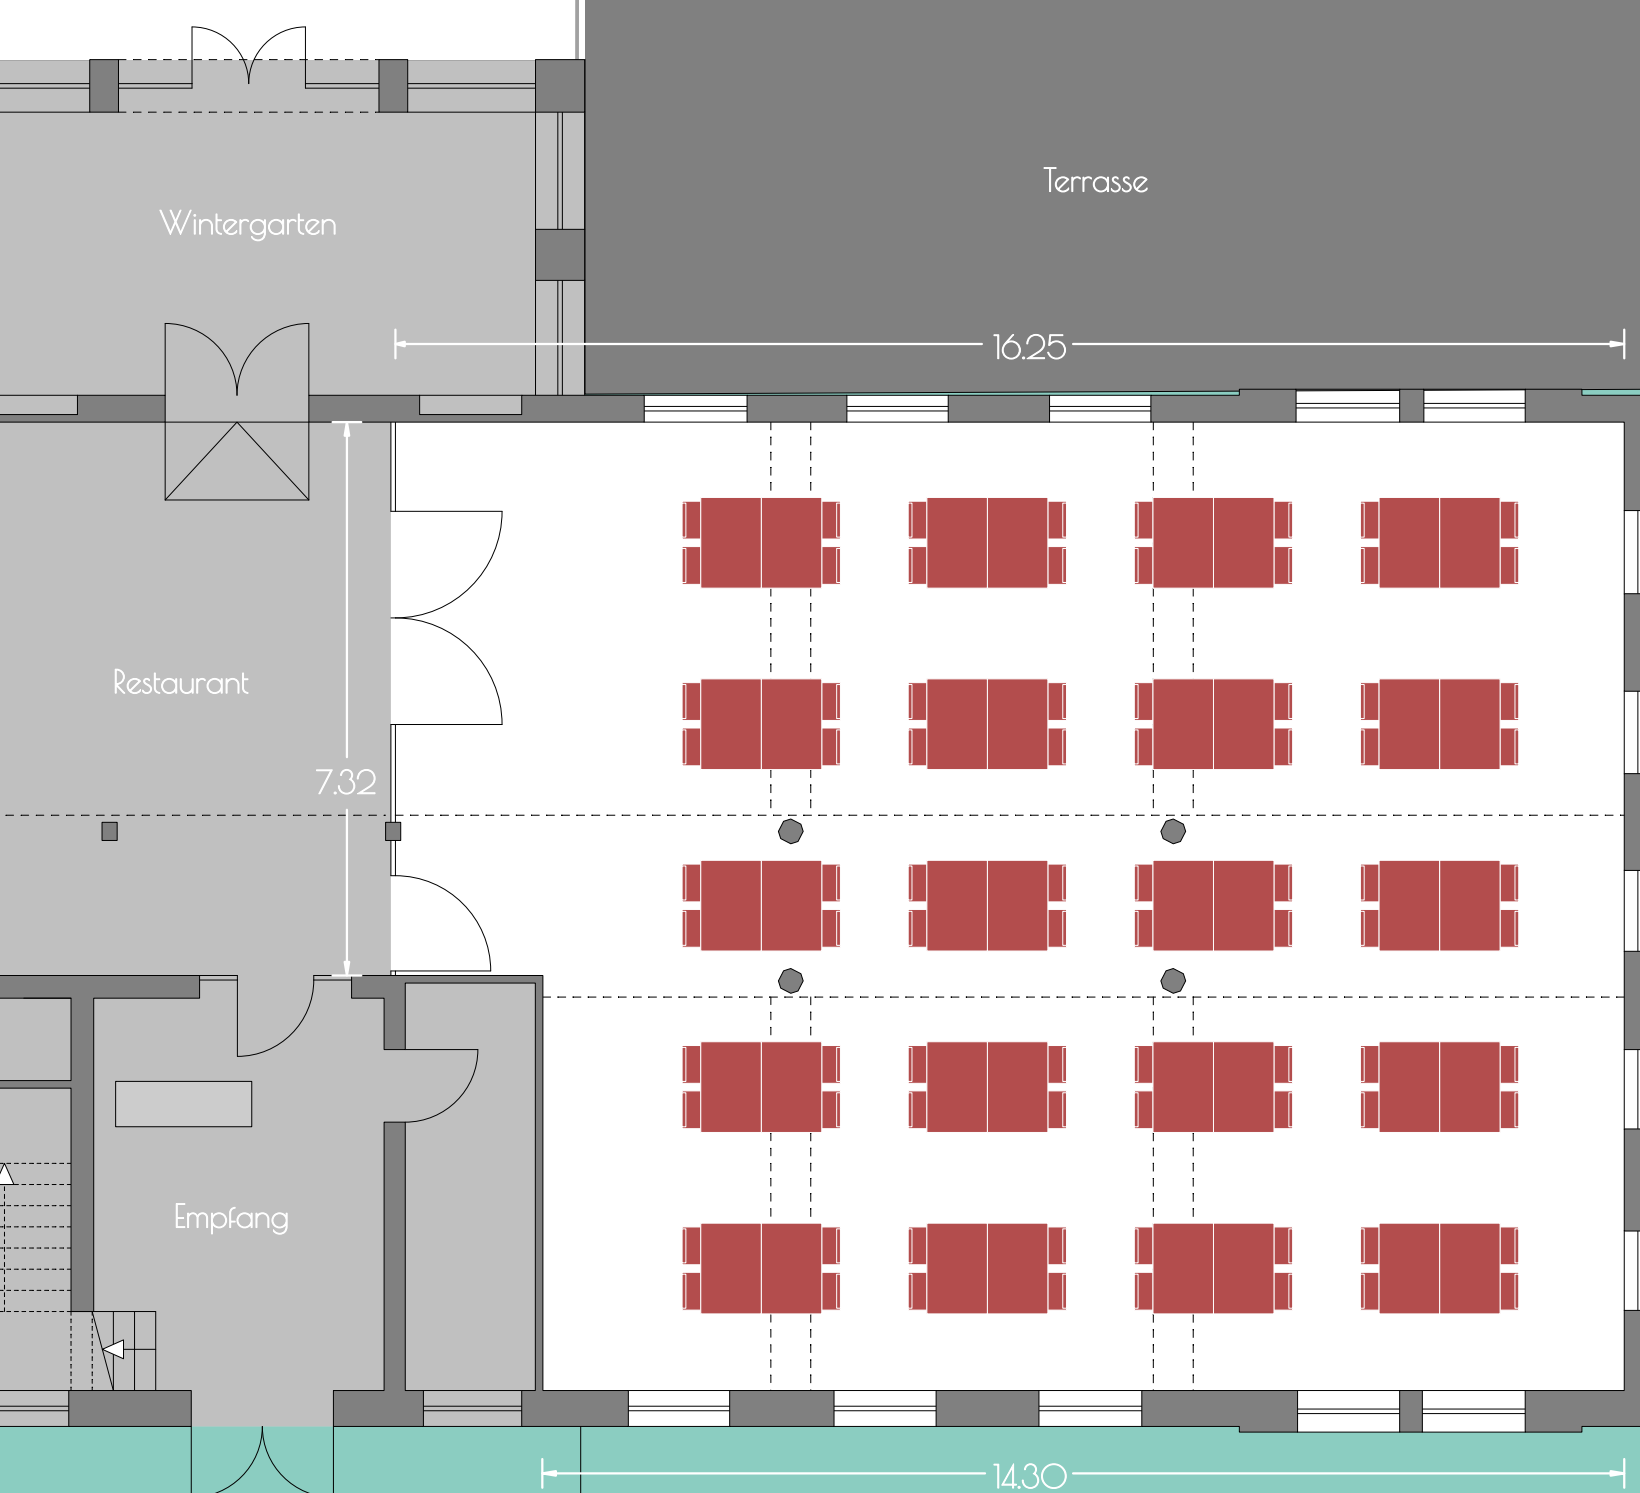 Terrasse
Wintergarten
16.25
Restaurant
7.32
Empfang
14.30